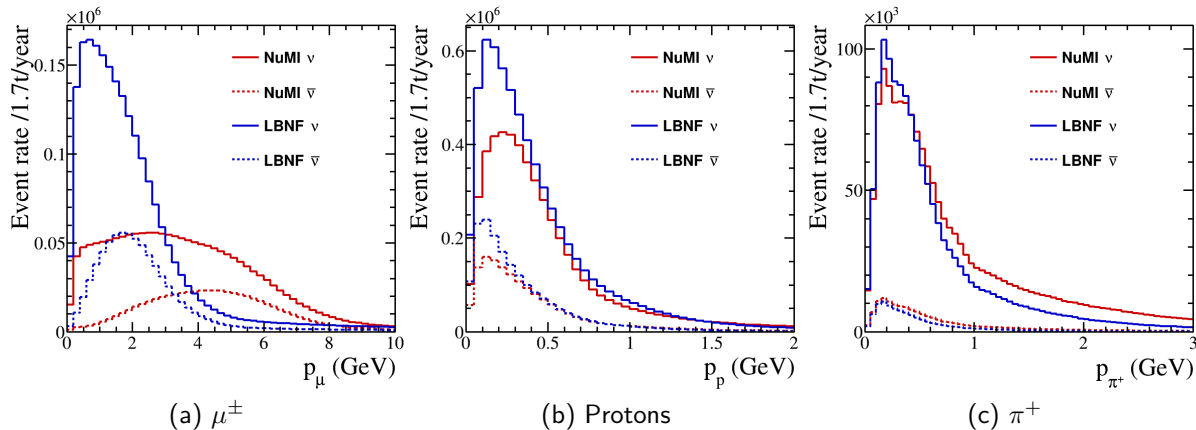 ×10⁶
Event rate /1.7t/year
0.15
0.1
0.05
0
NuMI ν
NuMI ν̄
LBNF ν
LBNF ν̄
0 2 4 6 8 10
p_μ (GeV)
(a) μ±
×10⁶
Event rate /1.7t/year
0.6
0.4
0.2
0
NuMI ν
NuMI ν̄
LBNF ν
LBNF ν̄
0 0.5 1 1.5 2
p_p (GeV)
(b) Protons
×10³
Event rate /1.7t/year
100
50
0
NuMI ν
NuMI ν̄
LBNF ν
LBNF ν̄
0 1 2 3
p_π⁺ (GeV)
(c) π⁺